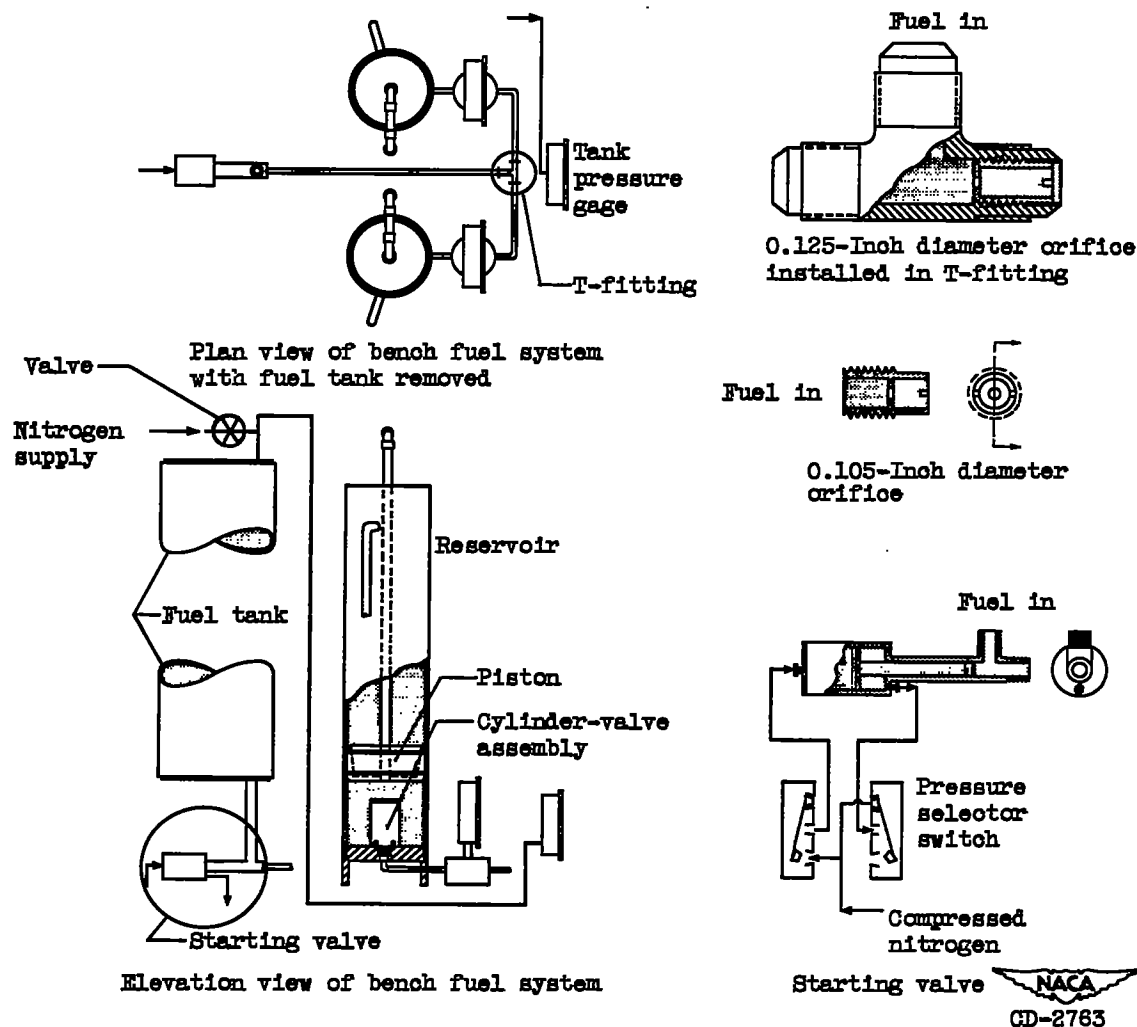 Fuel in
Tank
pressure
gage
T-fitting
0.125-Inch diameter orifice
installed in T-fitting
Plan view of bench fuel system
with fuel tank removed
Valve
Nitrogen
supply
Fuel in
0.105-Inch diameter
orifice
Reservoir
Fuel tank
Piston
Cylinder-valve
assembly
Fuel in
Pressure
selector
switch
Compressed
nitrogen
Starting valve
Elevation view of bench fuel system
Starting valve
NACA
CD-2763